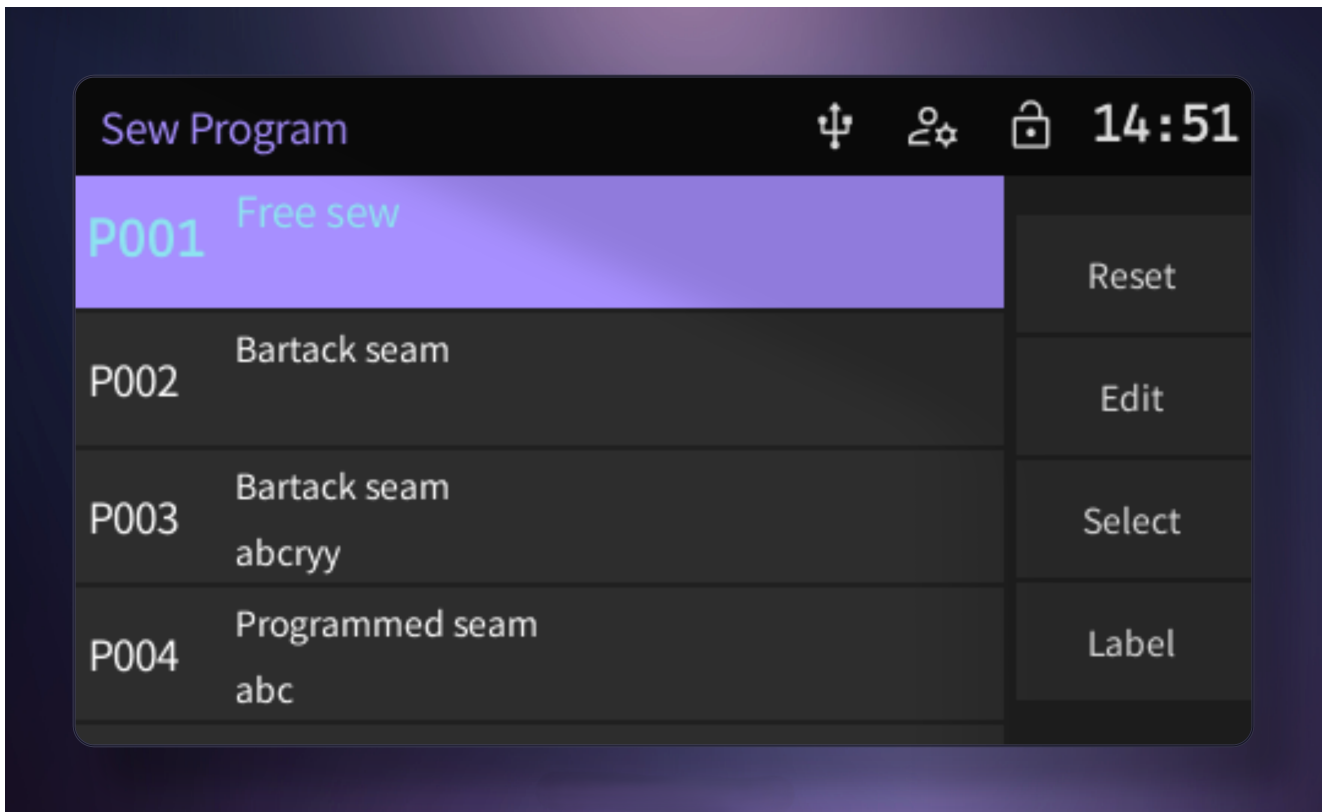 Sew Program
14:51
P001
Free sew
P002
Bartack seam
P003
Bartack seam
abcryy
P004
Programmed seam
abc
Reset
Edit
Select
Label